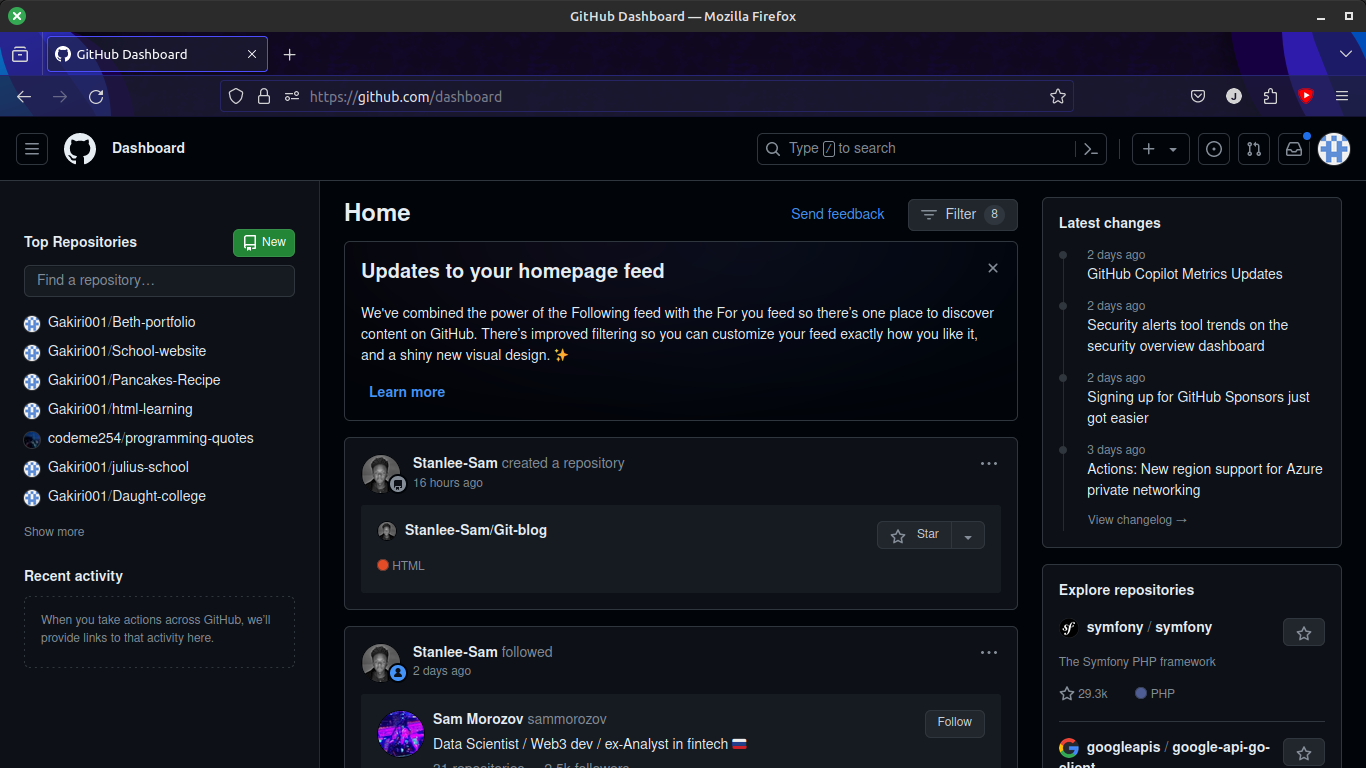 GitHub Dashboard — Mozilla Firefox
GitHub Dashboard
https://github.com/dashboard
J
Dashboard
Type / to search
Home
Send feedback
Filter 8
Top Repositories
New
Find a repository…
Gakiri001/Beth-portfolio
Gakiri001/School-website
Gakiri001/Pancakes-Recipe
Gakiri001/html-learning
codeme254/programming-quotes
Gakiri001/julius-school
Gakiri001/Daught-college
Show more
Recent activity
When you take actions across GitHub, we'll
provide links to that activity here.
Updates to your homepage feed
We've combined the power of the Following feed with the For you feed so there's one place to discover
content on GitHub. There's improved filtering so you can customize your feed exactly how you like it,
and a shiny new visual design. ✨
Learn more
Stanlee-Sam created a repository
16 hours ago
Stanlee-Sam/Git-blog
Star
HTML
Stanlee-Sam followed
2 days ago
Sam Morozov sammorozov
Follow
Data Scientist / Web3 dev / ex-Analyst in fintech 🇷🇺
Latest changes
2 days ago
GitHub Copilot Metrics Updates
2 days ago
Security alerts tool trends on the
security overview dashboard
2 days ago
Signing up for GitHub Sponsors just
got easier
3 days ago
Actions: New region support for Azure
private networking
View changelog →
Explore repositories
sf
symfony / symfony
The Symfony PHP framework
29.3k PHP
googleapis / google-api-go-
client